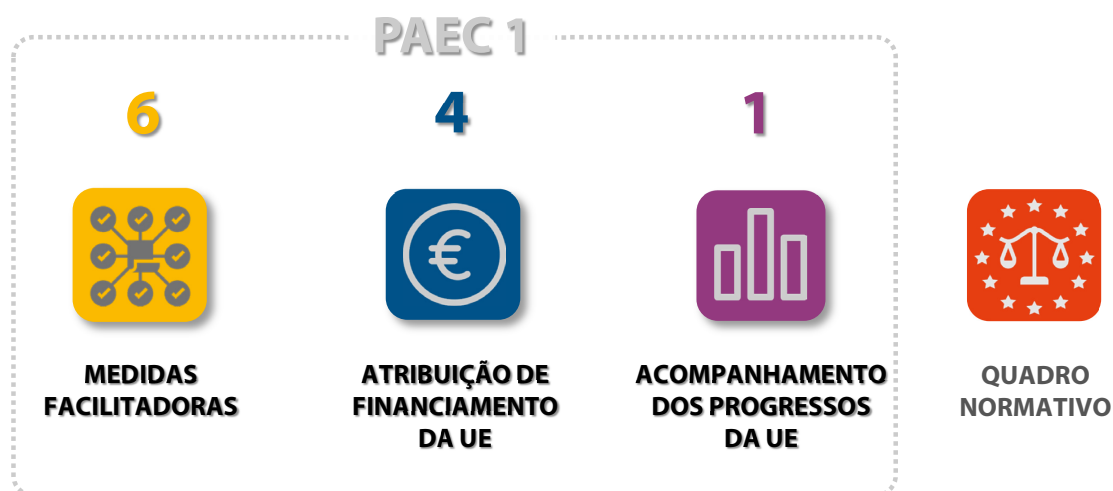 PAEC 1
6
4
1
€
MEDIDAS
FACILITADORAS
ATRIBUIÇÃO DE
FINANCIAMENTO
DA UE
ACOMPANHAMENTO
DOS PROGRESSOS
DA UE
QUADRO
NORMATIVO